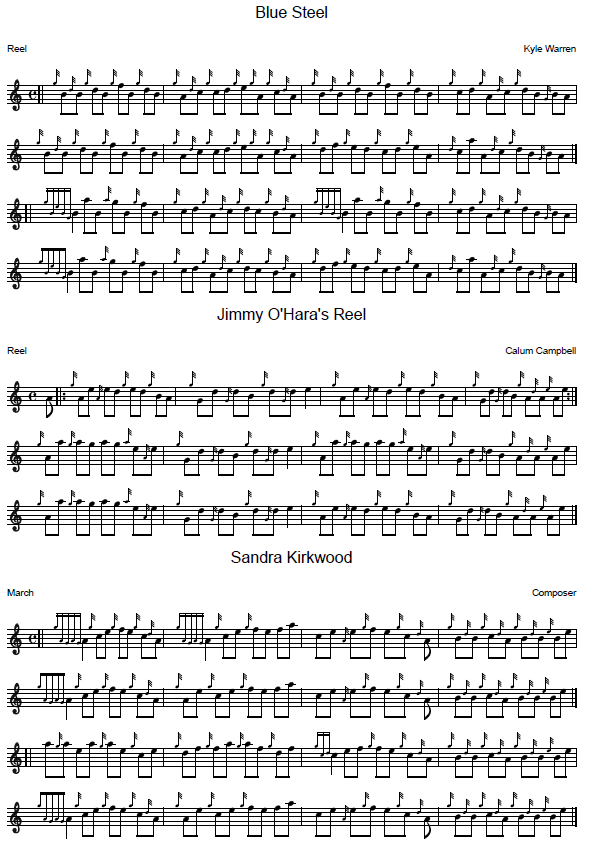 Blue Steel
Reel Kyle Warren
Jimmy O'Hara's Reel
Reel Calum Campbell
Sandra Kirkwood
March Composer